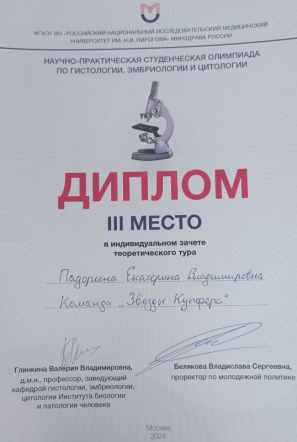 ФГАОУ ВО «РОССИЙСКИЙ НАЦИОНАЛЬНЫЙ ИССЛЕДОВАТЕЛЬСКИЙ МЕДИЦИНСКИЙ
УНИВЕРСИТЕТ ИМ. Н.И. ПИРОГОВА» МИНЗДРАВА РОССИИ
НАУЧНО-ПРАКТИЧЕСКАЯ СТУДЕНЧЕСКАЯ ОЛИМПИАДА
ПО ГИСТОЛОГИИ, ЭМБРИОЛОГИИ И ЦИТОЛОГИИ
ДИПЛОМ
III МЕСТО
в индивидуальном зачете
теоретического тура
Падерина Екатерина Владимировна
Команда "Звезды Купфера"
Глинкина Валерия Владимировна,
д.м.н., профессор, заведующий
кафедрой гистологии, эмбриологии,
цитологии Института биологии
и патологии человека
Белякова Владислава Сергеевна,
проректор по молодежной политике
Москва
2024